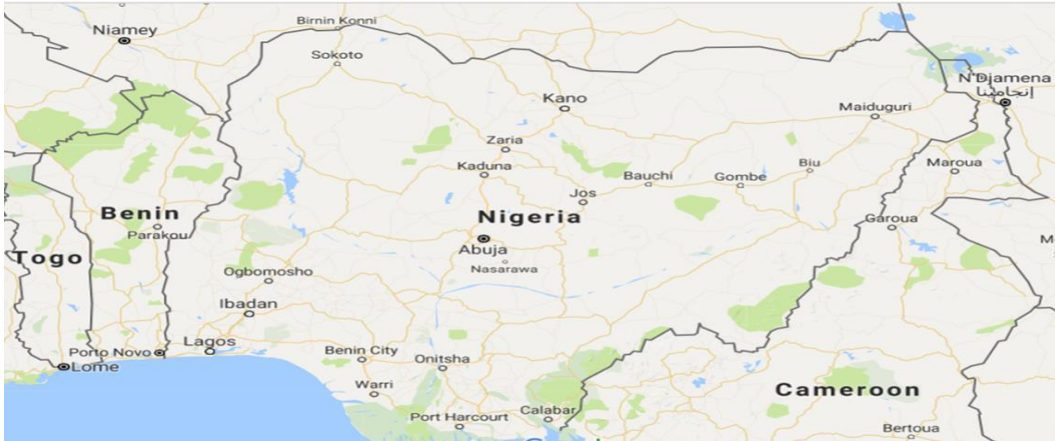 Birnin Konni
Niamey
Sokoto
N'Djamena
إنجامينا
Kano
Maiduguri
Zaria
Kaduna
Biu
Maroua
Bauchi
Gombe
Jos
Benin
Nigeria
Garoua
Parakou
Abuja
Togo
Nasarawa
Ogbomosho
Ibadan
Lagos
Porto Novo
Benin City
Onitsha
Lome
Warri
Cameroon
Calabar
Port Harcourt
Bertoua